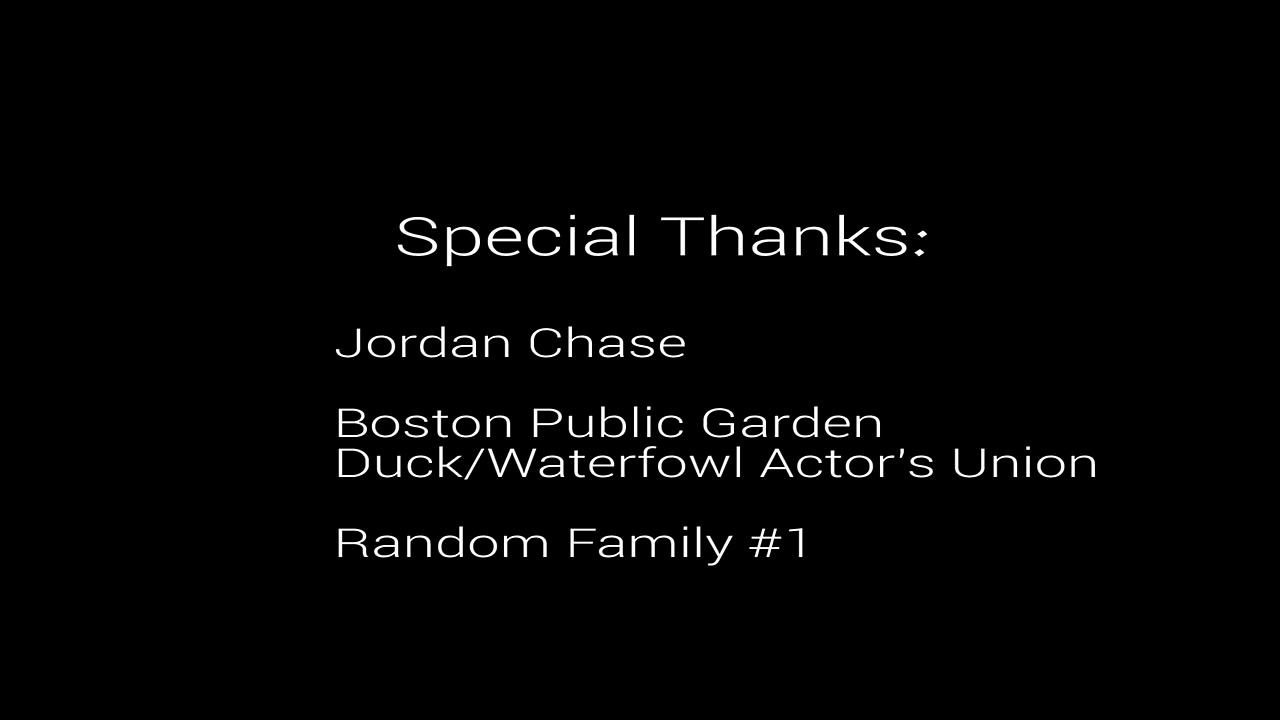 Special Thanks:
Jordan Chase
Boston Public Garden
Duck/Waterfowl Actor's Union
Random Family #1